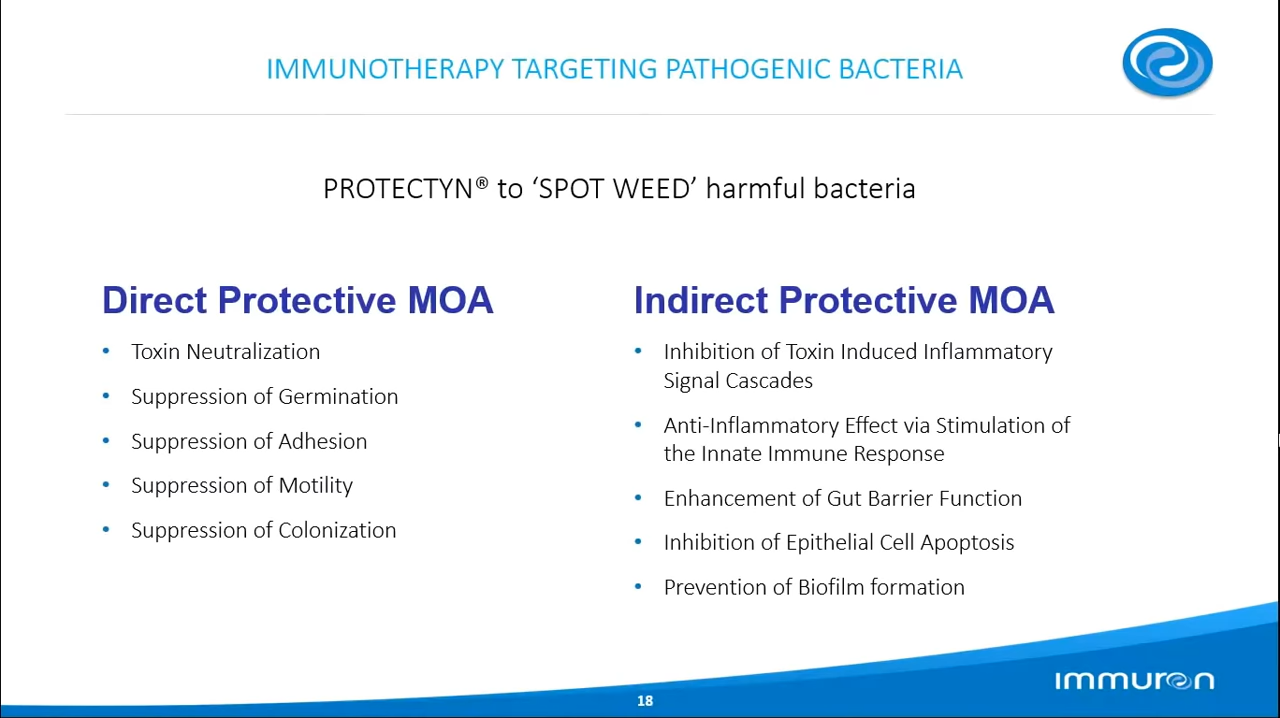 IMMUNOTHERAPY TARGETING PATHOGENIC BACTERIA
PROTECTYN® to ‘SPOT WEED’ harmful bacteria
Direct Protective MOA
• Toxin Neutralization
• Suppression of Germination
• Suppression of Adhesion
• Suppression of Motility
• Suppression of Colonization
Indirect Protective MOA
• Inhibition of Toxin Induced Inflammatory
Signal Cascades
• Anti-Inflammatory Effect via Stimulation of
the Innate Immune Response
• Enhancement of Gut Barrier Function
• Inhibition of Epithelial Cell Apoptosis
• Prevention of Biofilm formation
immuron
18